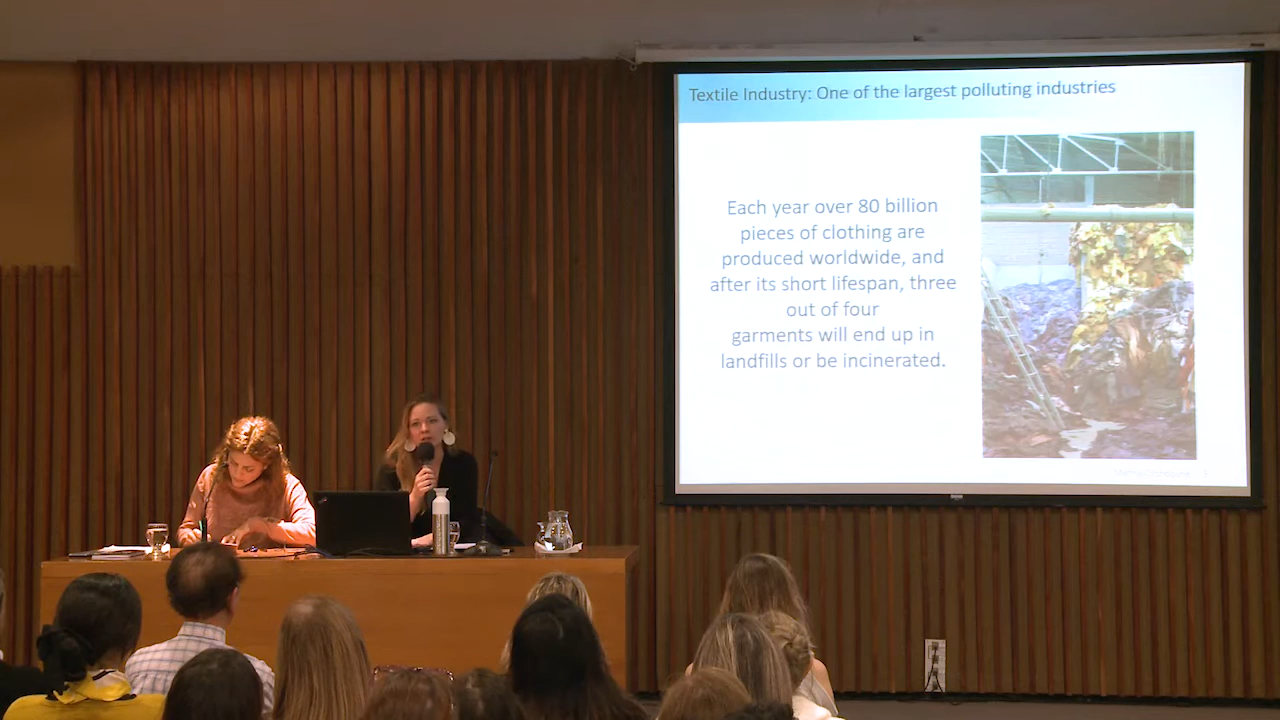 Textile Industry: One of the largest polluting industries
Each year over 80 billion
pieces of clothing are
produced worldwide, and
after its short lifespan, three
out of four
garments will end up in
landfills or be incinerated.